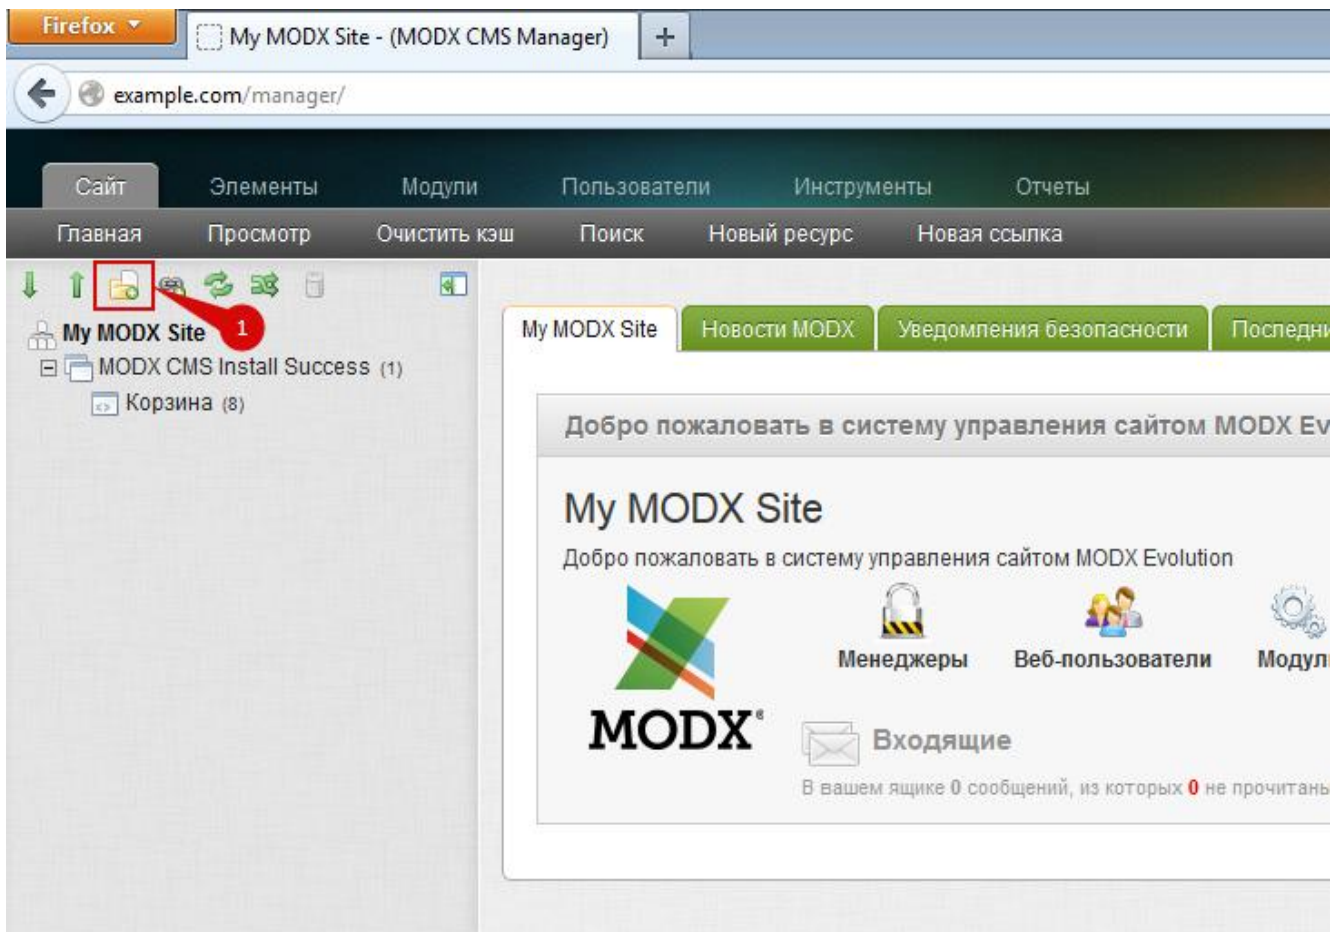 Firefox
My MODX Site - (MODX CMS Manager)
example.com/manager/
Сайт Элементы Модули Пользователи Инструменты Отчеты
Главная Просмотр Очистить кэш Поиск Новый ресурс Новая ссылка
1
My MODX Site
MODX CMS Install Success (1)
Корзина (8)
My MODX Site Новости MODX Уведомления безопасности Последни
Добро пожаловать в систему управления сайтом MODX Ev
My MODX Site
Добро пожаловать в систему управления сайтом MODX Evolution
Менеджеры Веб-пользователи Модул
MODX
Входящие
В вашем ящике 0 сообщений, из которых 0 не прочитаны